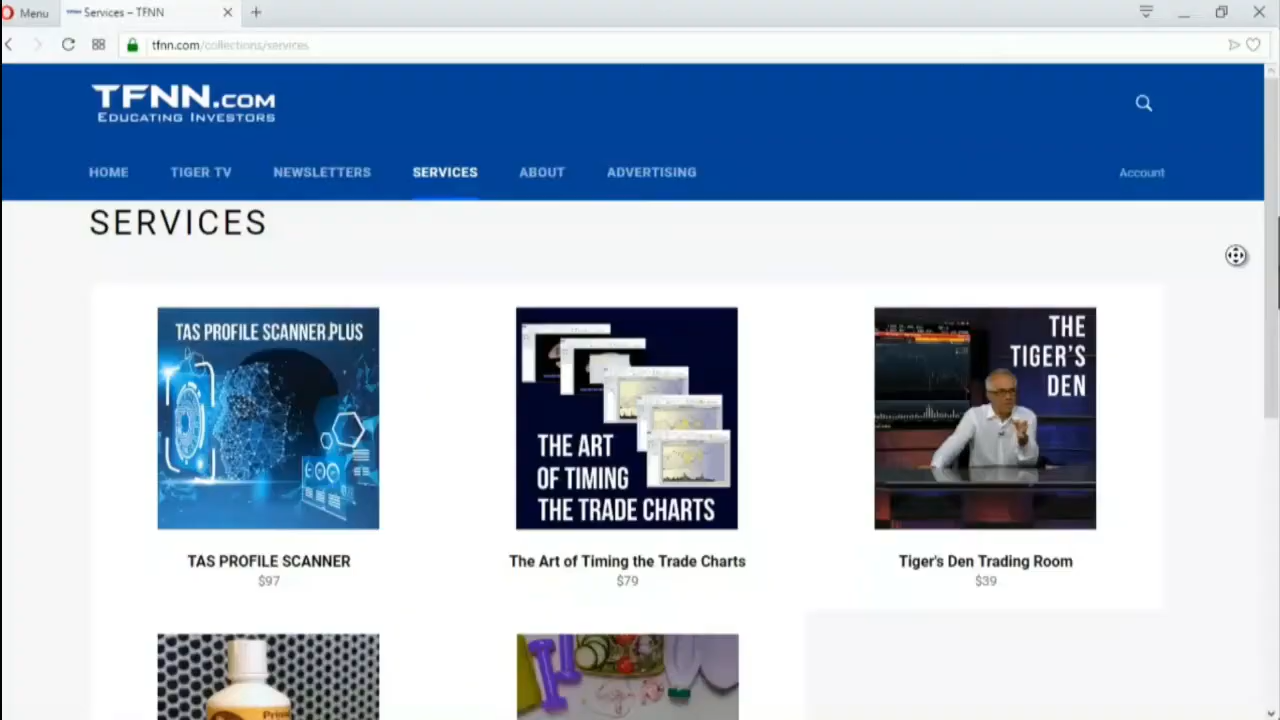 Menu
Services – TFNN
tfnn.com/collections/services
TFNN.COM
EDUCATING INVESTORS
HOME
TIGER TV
NEWSLETTERS
SERVICES
ABOUT
ADVERTISING
Account
SERVICES
TAS PROFILE SCANNER PLUS
THE ART
OF TIMING
THE TRADE CHARTS
THE
TIGER'S
DEN
TAS PROFILE SCANNER
$97
The Art of Timing the Trade Charts
$79
Tiger's Den Trading Room
$39